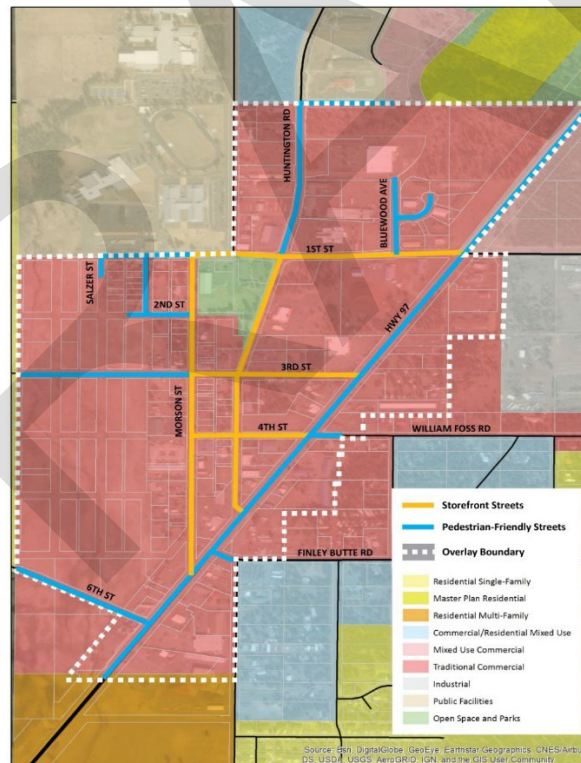 HUNTINGTON RD
BLUEWOOD AVE
1ST ST
SALZER ST
2ND ST
HWY 97
3RD ST
MORSON ST
4TH ST
WILLIAM FOSS RD
FINLEY BUTTE RD
6TH ST
Storefront Streets
Pedestrian-Friendly Streets
Overlay Boundary
Residential Single-Family
Master Plan Residential
Residential Multi-Family
Commercial/Residential Mixed Use
Mixed Use Commercial
Traditional Commercial
Industrial
Public Facilities
Open Space and Parks
Source: Esri, DigitalGlobe, GeoEye, Earthstar Geographics, CNES/Airbu
DS, USDA, USGS, AeroGRID, IGN, and the GIS User Community